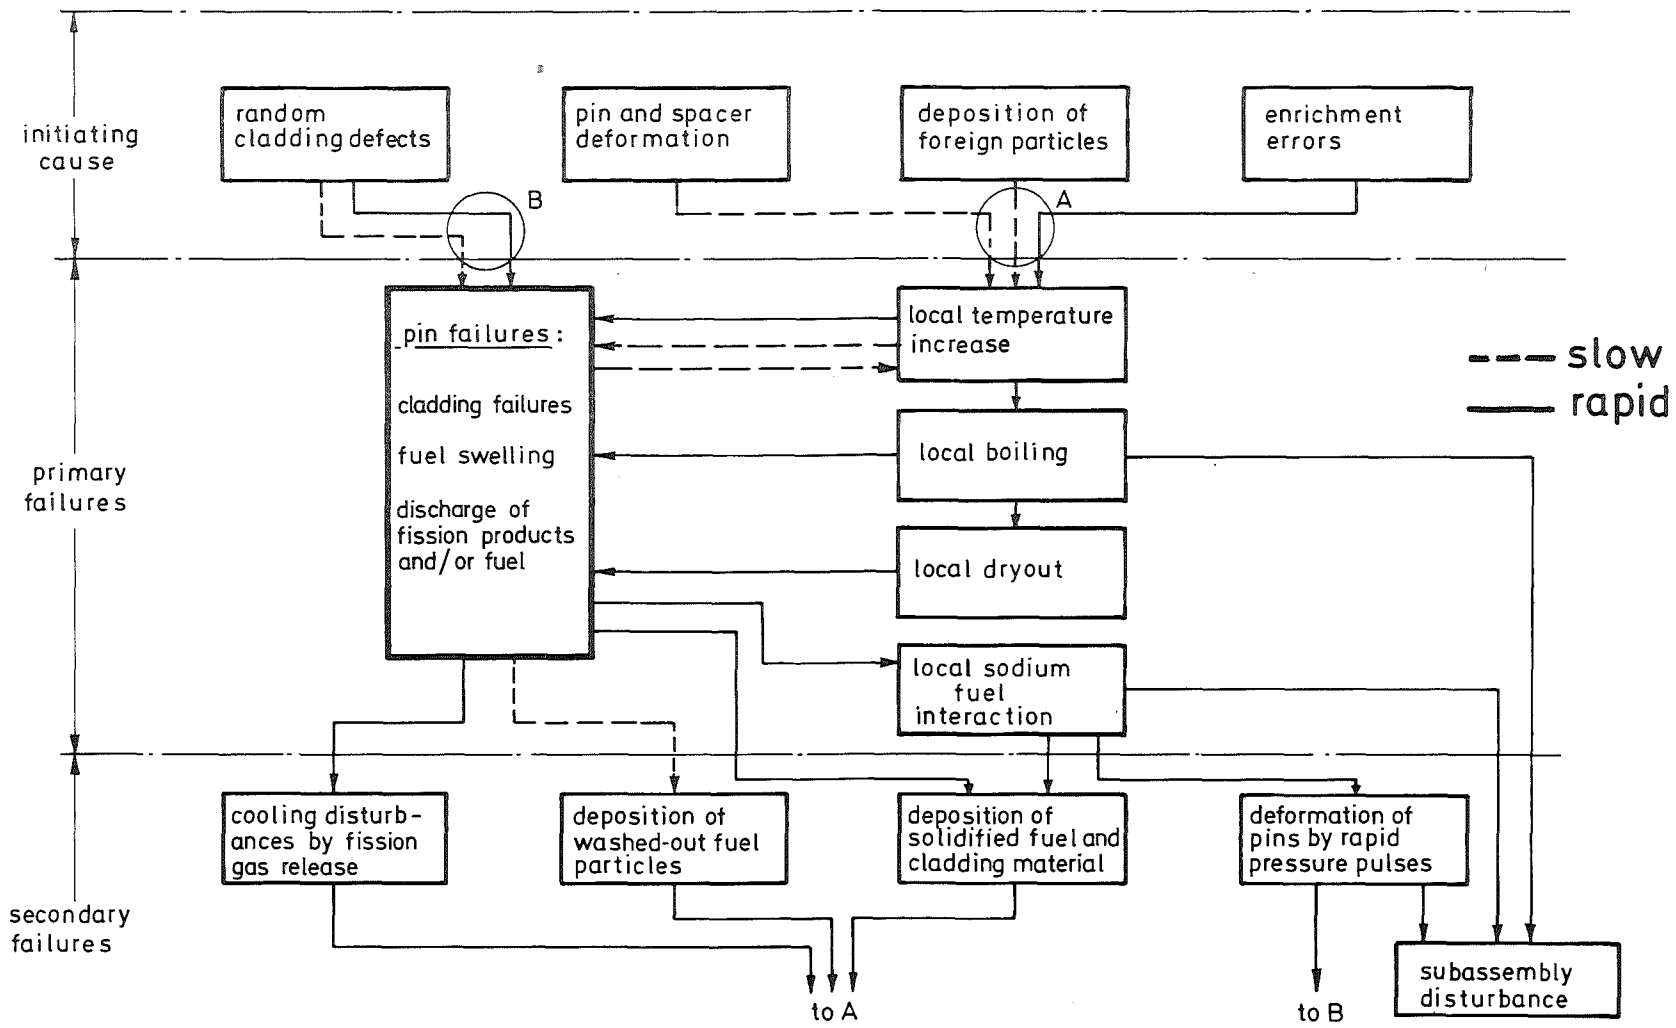 random
cladding defects
pin and spacer
deformation
deposition of
foreign particles
enrichment
errors
initiating
cause
B
A
pin failures :
cladding failures
fuel swelling
discharge of
fission products
and/or fuel
local temperature
increase
local boiling
local dryout
local sodium
fuel
interaction
slow
rapid
primary
failures
cooling disturb-
ances by fission
gas release
deposition of
washed-out fuel
particles
deposition of
solidified fuel and
cladding material
deformation of
pins by rapid
pressure pulses
secondary
failures
subassembly
disturbance
to A
to B